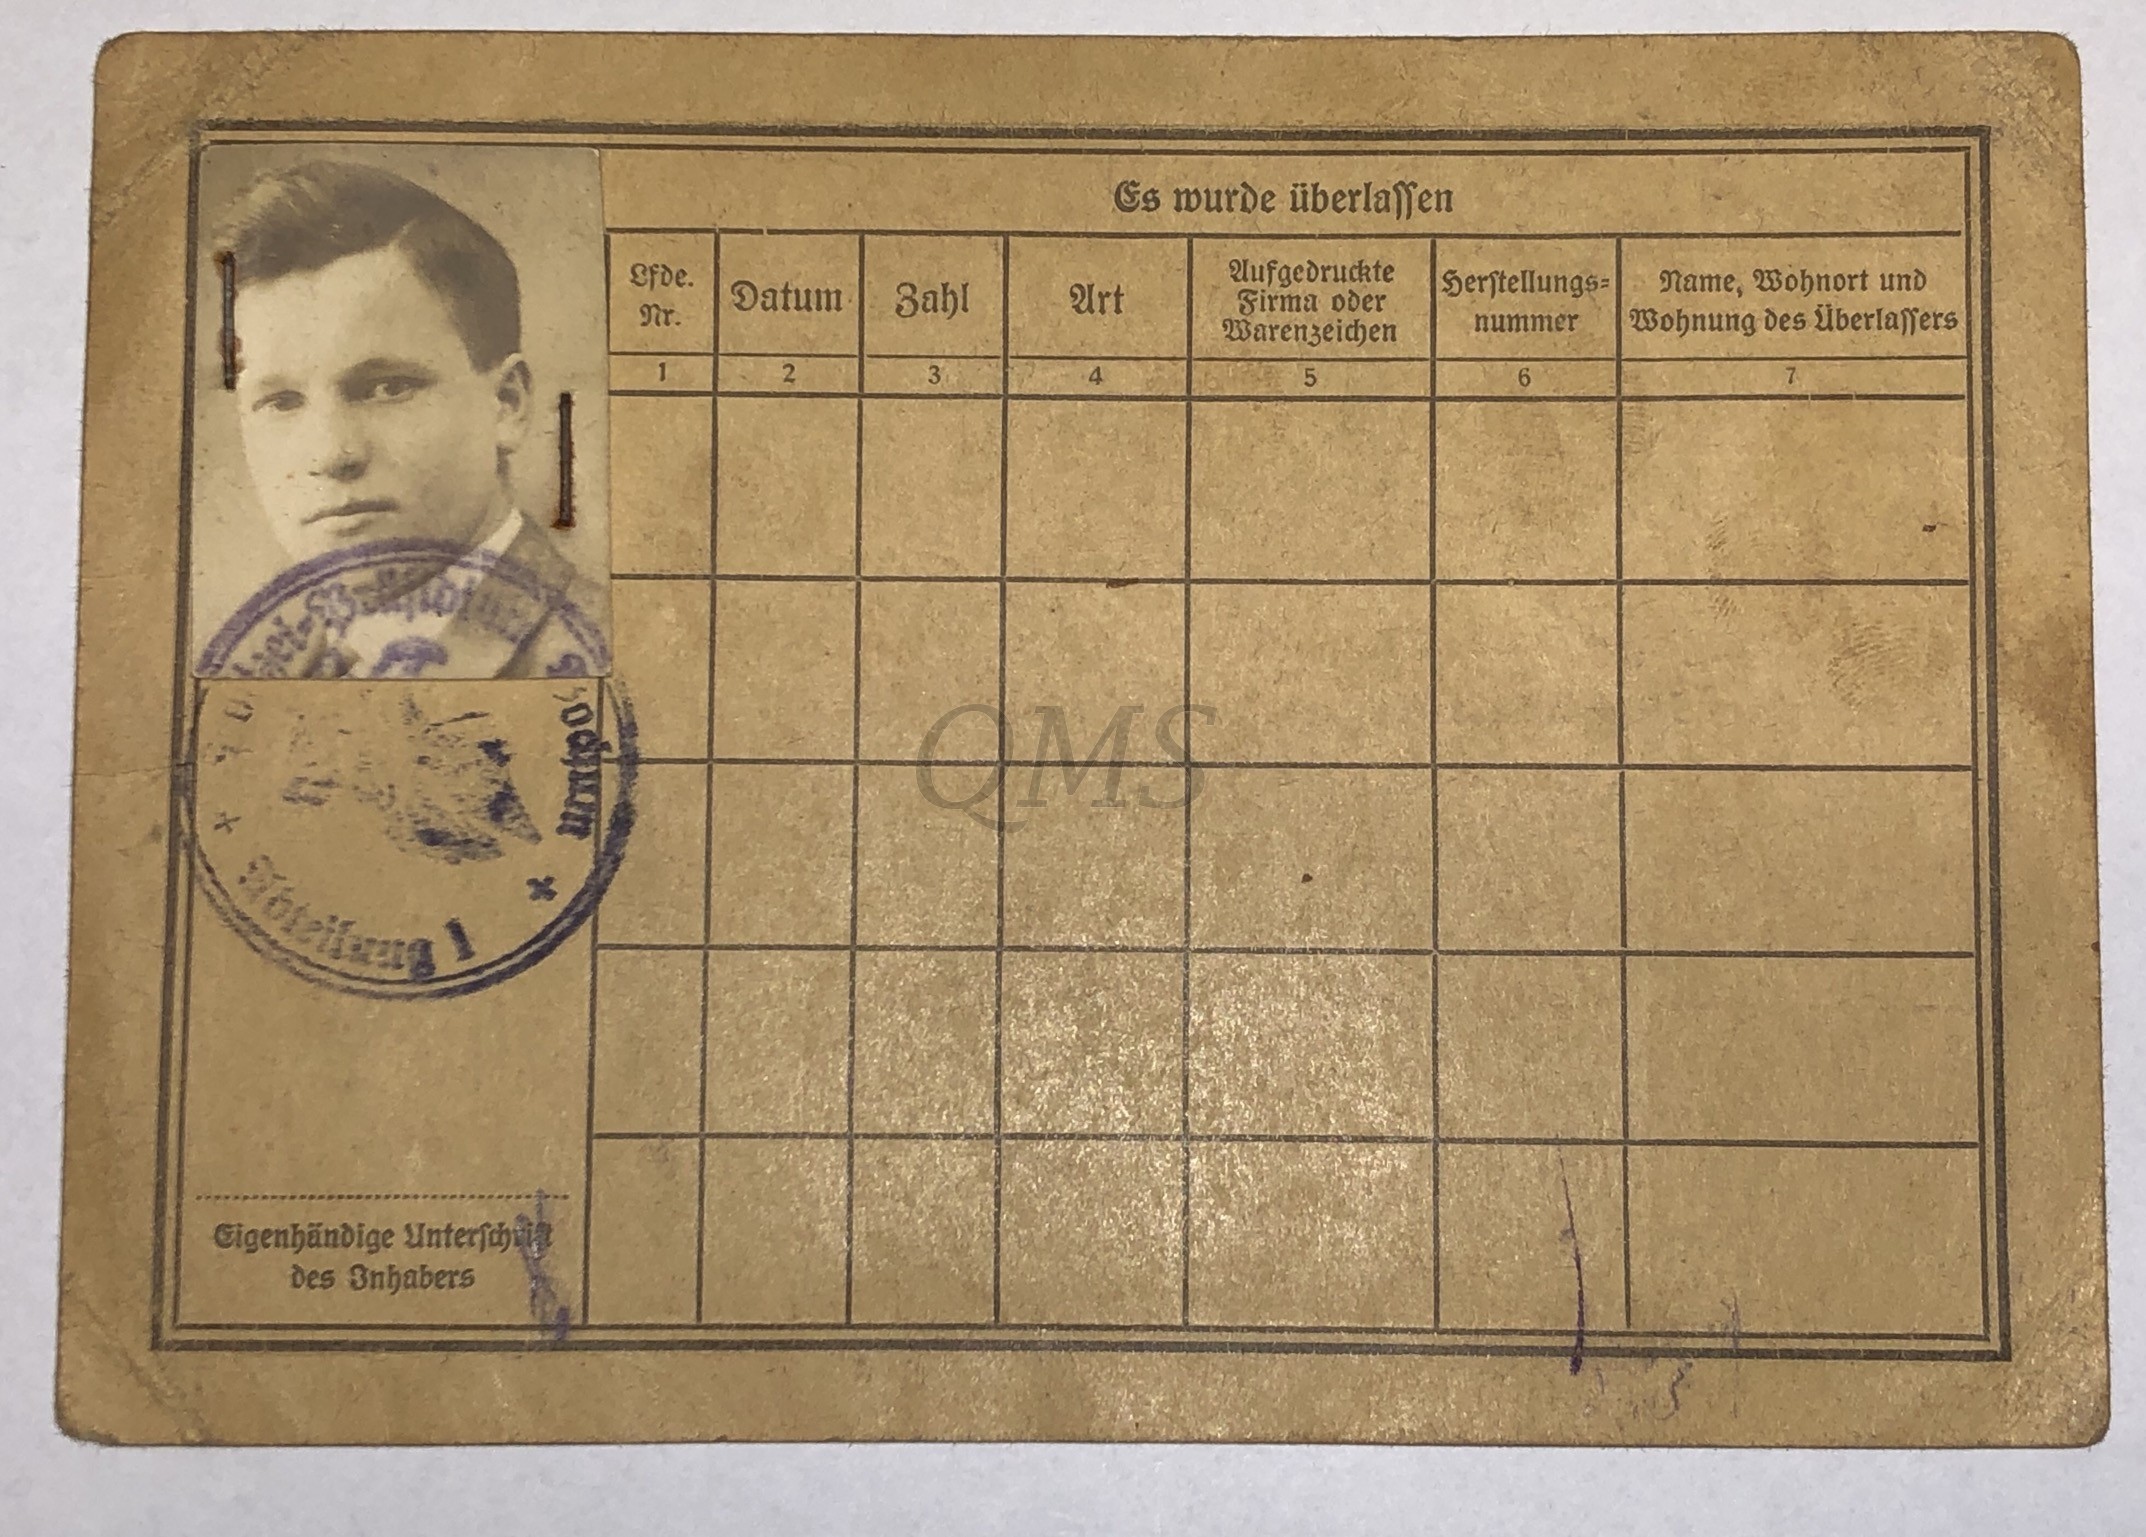 Es wurde überlassen
Lfde.
Nr.
Datum
Zahl
Art
Aufgedruckte
Firma oder
Warenzeichen
Herstellungs=
nummer
Name, Wohnort und
Wohnung des Überlassers
1
2
3
4
5
6
7
Abteilung I
QMS
Eigenhändige Unterschrift
des Inhabers